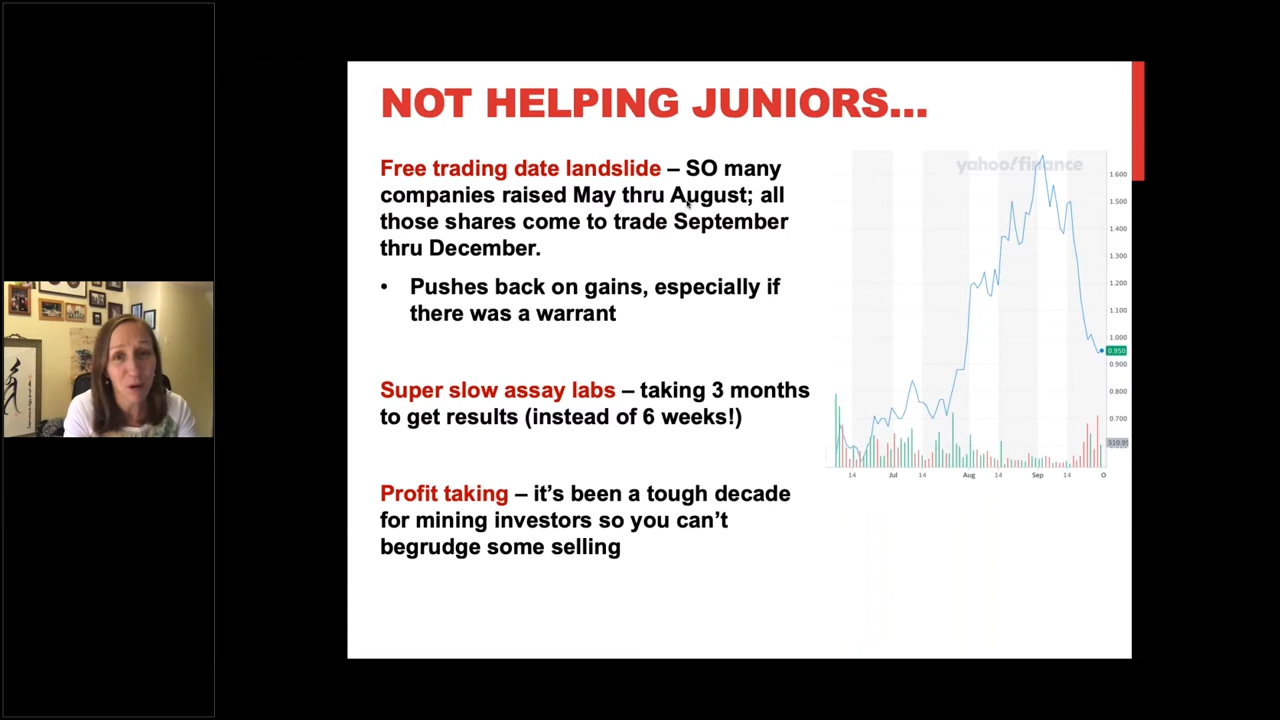 NOT HELPING JUNIORS...
Free trading date landslide – SO many
companies raised May thru August; all
those shares come to trade September
thru December.
• Pushes back on gains, especially if
there was a warrant
Super slow assay labs – taking 3 months
to get results (instead of 6 weeks!)
Profit taking – it's been a tough decade
for mining investors so you can't
begrudge some selling
yahoo!finance
1.600
1.500
1.400
1.300
1.200
1.100
1.000
0.950
0.900
0.800
0.700
14 Jul 14 Aug 14 Sep 14 O